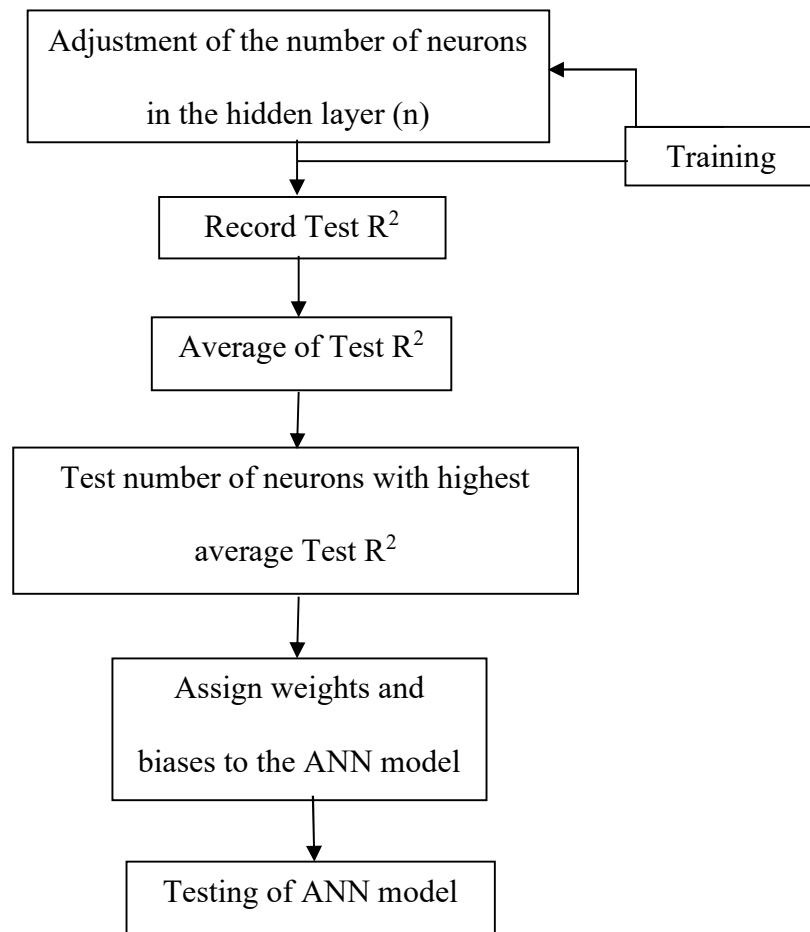 Adjustment of the number of neurons
in the hidden layer (n)
Training
Record Test R²
Average of Test R²
Test number of neurons with highest
average Test R²
Assign weights and
biases to the ANN model
Testing of ANN model